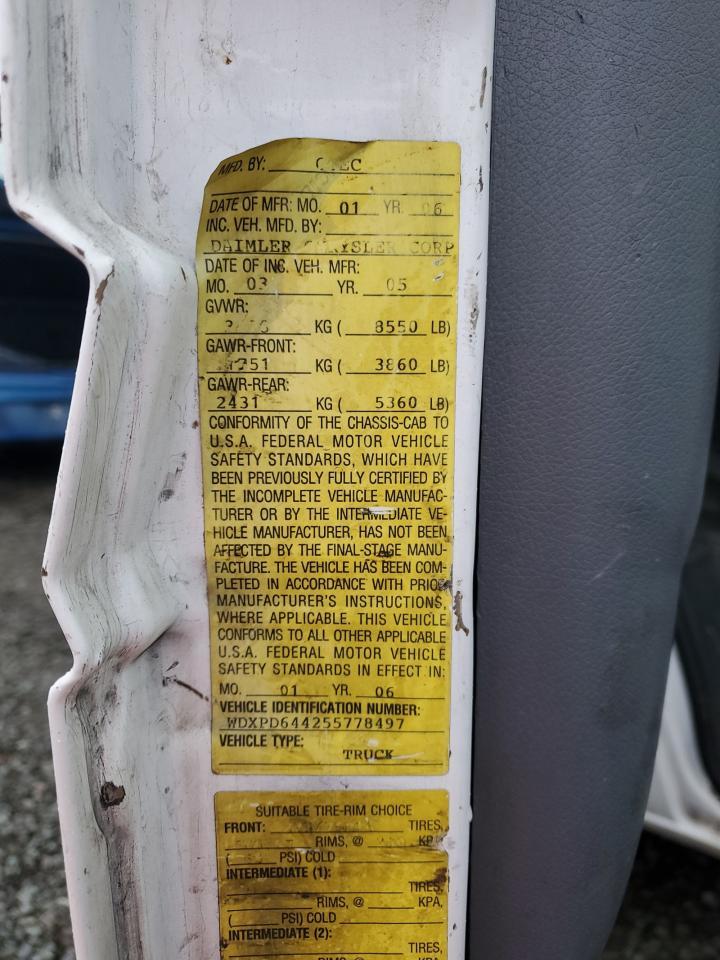 MFD. BY:
DATE OF MFR: MO. 01 YR. 06
INC. VEH. MFD. BY:
DAIMLER CHRYSLER CORP
DATE OF INC. VEH. MFR:
MO. 03 YR. 05
GVWR:
KG ( 8550 LB)
GAWR-FRONT:
1751 KG ( 3860 LB)
GAWR-REAR:
2431 KG ( 5360 LB)
CONFORMITY OF THE CHASSIS-CAB TO
U.S.A. FEDERAL MOTOR VEHICLE
SAFETY STANDARDS, WHICH HAVE
BEEN PREVIOUSLY FULLY CERTIFIED BY
THE INCOMPLETE VEHICLE MANUFAC-
TURER OR BY THE INTERMEDIATE VE-
HICLE MANUFACTURER, HAS NOT BEEN
AFFECTED BY THE FINAL-STAGE MANU-
FACTURE. THE VEHICLE HAS BEEN COM-
PLETED IN ACCORDANCE WITH PRIOR
MANUFACTURER'S INSTRUCTIONS,
WHERE APPLICABLE. THIS VEHICLE
CONFORMS TO ALL OTHER APPLICABLE
U.S.A. FEDERAL MOTOR VEHICLE
SAFETY STANDARDS IN EFFECT IN:
MO. 01 YR. 06
VEHICLE IDENTIFICATION NUMBER:
WDXPD644255778497
VEHICLE TYPE:
TRUCK
SUITABLE TIRE-RIM CHOICE
FRONT: TIRES,
RIMS, @ KPA
( PSI) COLD
INTERMEDIATE (1):
TIRES,
RIMS, @ KPA,
( PSI) COLD
INTERMEDIATE (2):
TIRES,
RIMS, @ KPA,